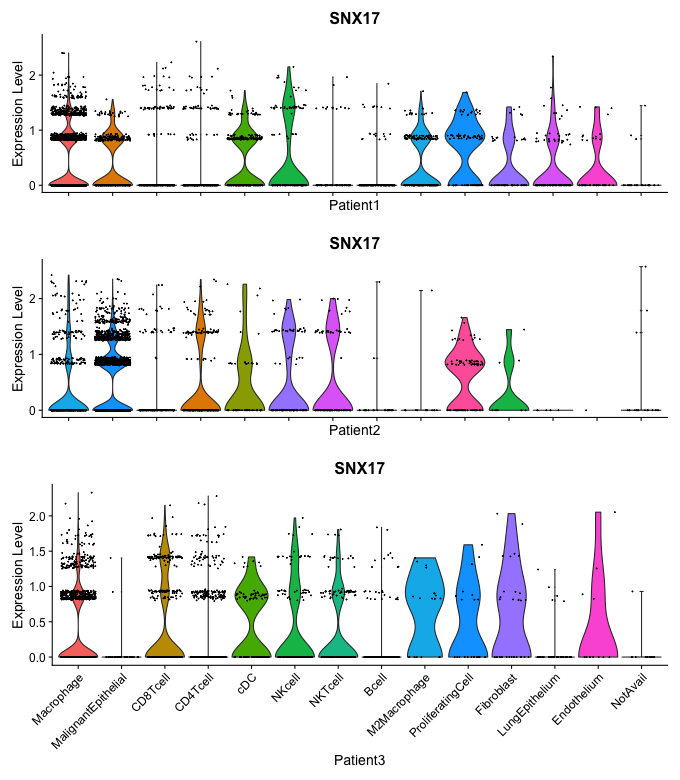 SNX17
Expression Level
2
1
0
Patient1
SNX17
Expression Level
2
1
0
Patient2
SNX17
Expression Level
2.0
1.5
1.0
0.5
0.0
Macrophage
MalignantEpithelial
CD8Tcell
CD4Tcell
cDC
NKcell
NKTcell
Bcell
M2Macrophage
ProliferatingCell
Fibroblast
LungEpithelium
Endothelium
NotAvail
Patient3